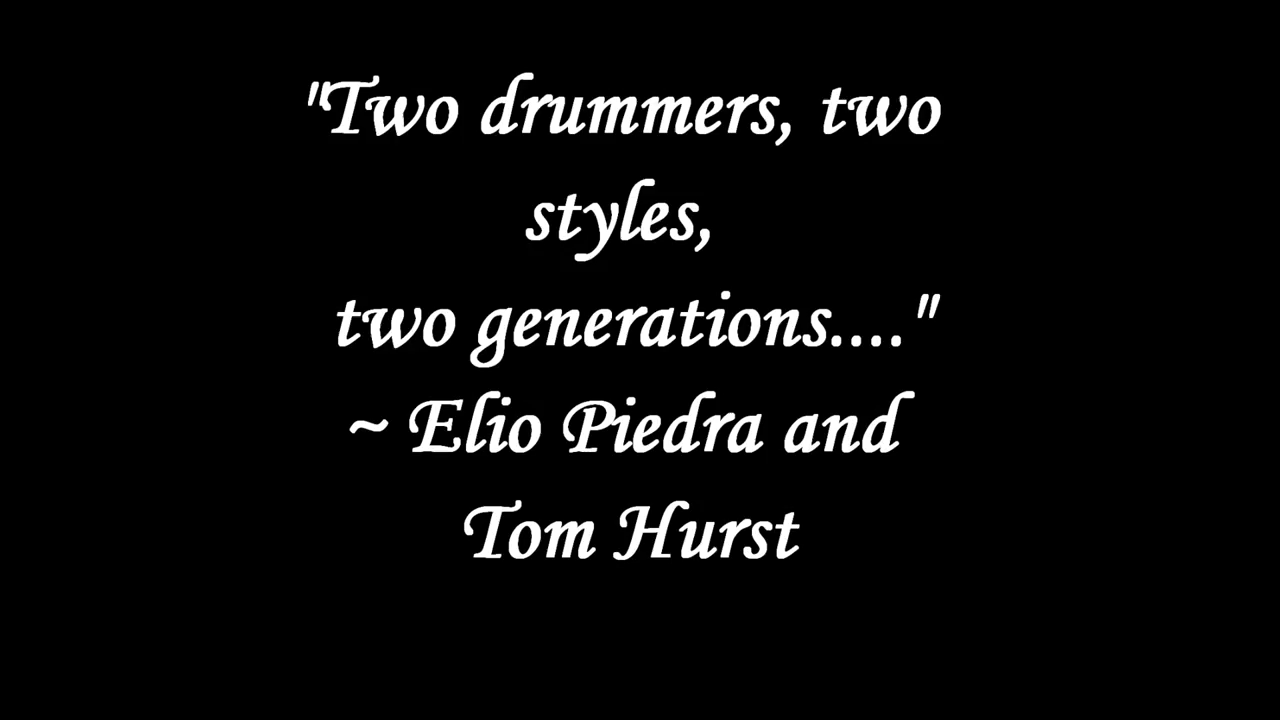 "Two drummers, two
styles,
two generations...."
~ Elio Piedra and
Tom Hurst